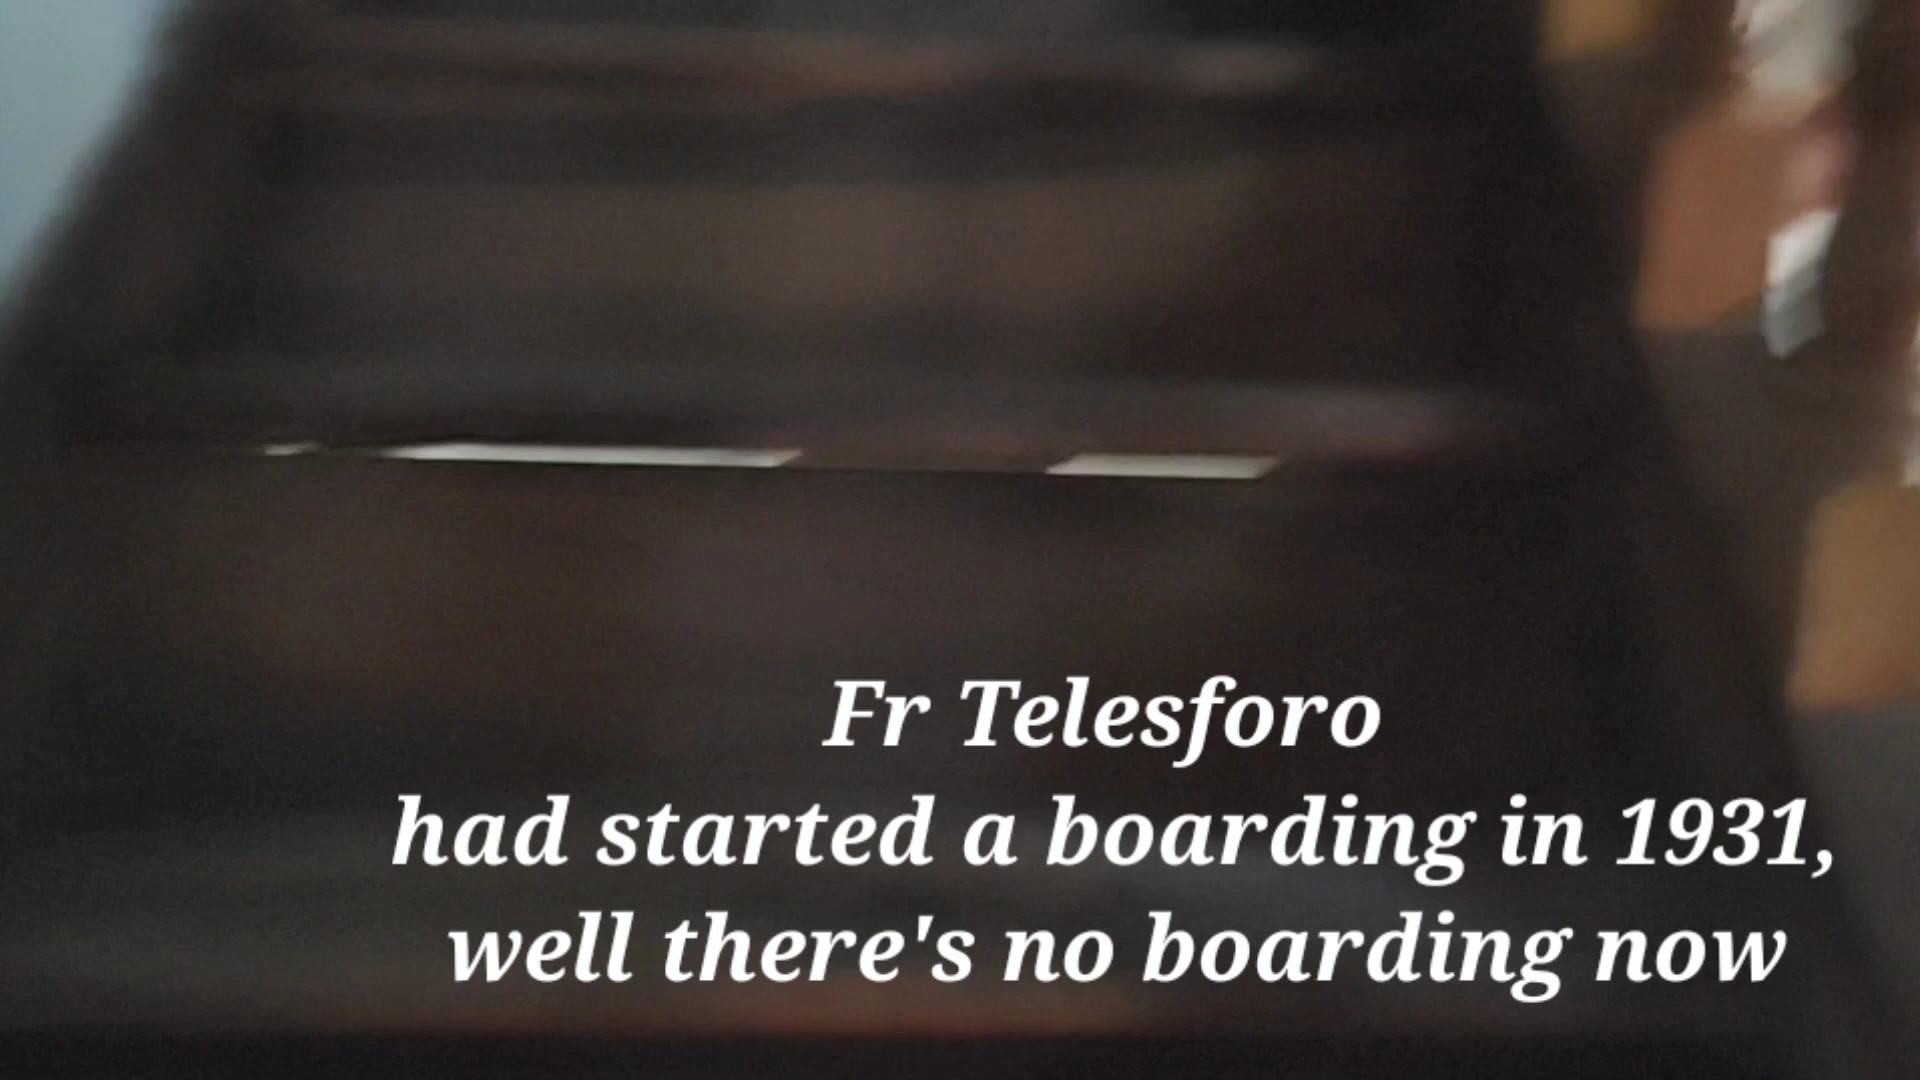 Fr Telesforo
had started a boarding in 1931,
well there's no boarding now